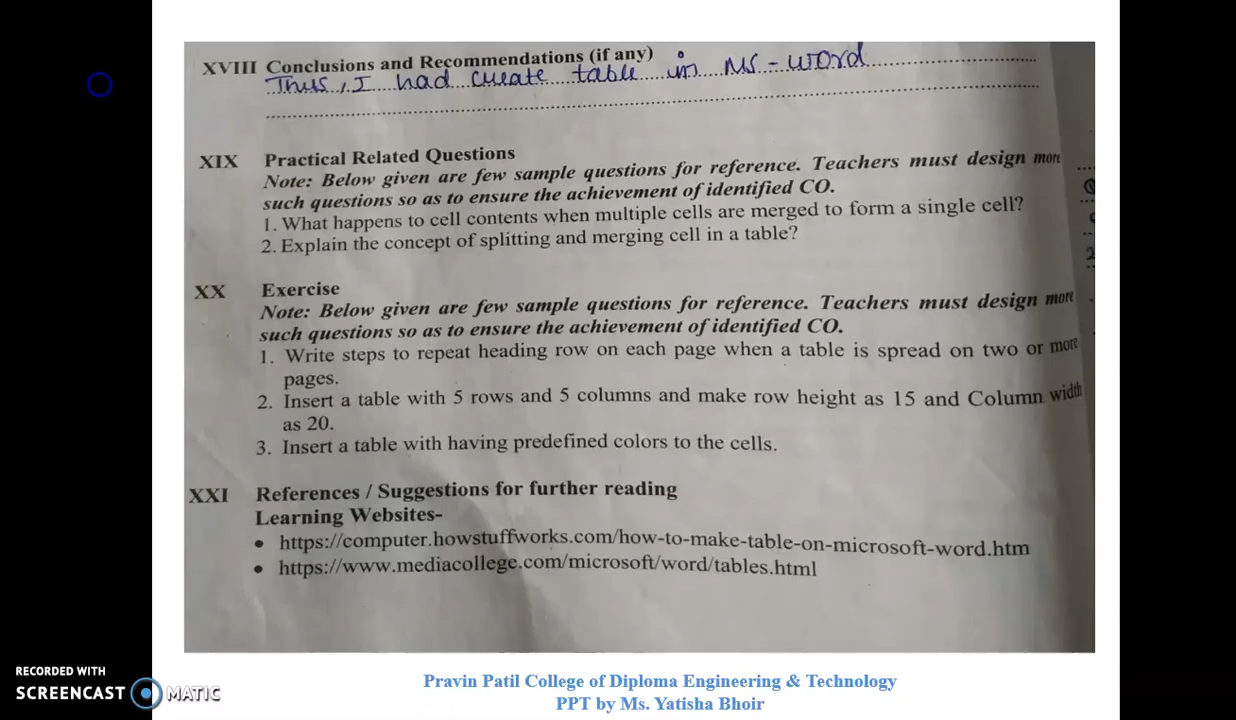 XVIII Conclusions and Recommendations (if any)
Thus, I had cueate table in MS-word
XIX Practical Related Questions
Note: Below given are few sample questions for reference. Teachers must design more
such questions so as to ensure the achievement of identified CO.
1. What happens to cell contents when multiple cells are merged to form a single cell?
2. Explain the concept of splitting and merging cell in a table?
XX Exercise
Note: Below given are few sample questions for reference. Teachers must design more
such questions so as to ensure the achievement of identified CO.
1. Write steps to repeat heading row on each page when a table is spread on two or more
pages.
2. Insert a table with 5 rows and 5 columns and make row height as 15 and Column width
as 20.
3. Insert a table with having predefined colors to the cells.
XXI References / Suggestions for further reading
Learning Websites-
• https://computer.howstuffworks.com/how-to-make-table-on-microsoft-word.htm
• https://www.mediacollege.com/microsoft/word/tables.html
RECORDED WITH
SCREENCAST MATIC
Pravin Patil College of Diploma Engineering & Technology
PPT by Ms. Yatisha Bhoir